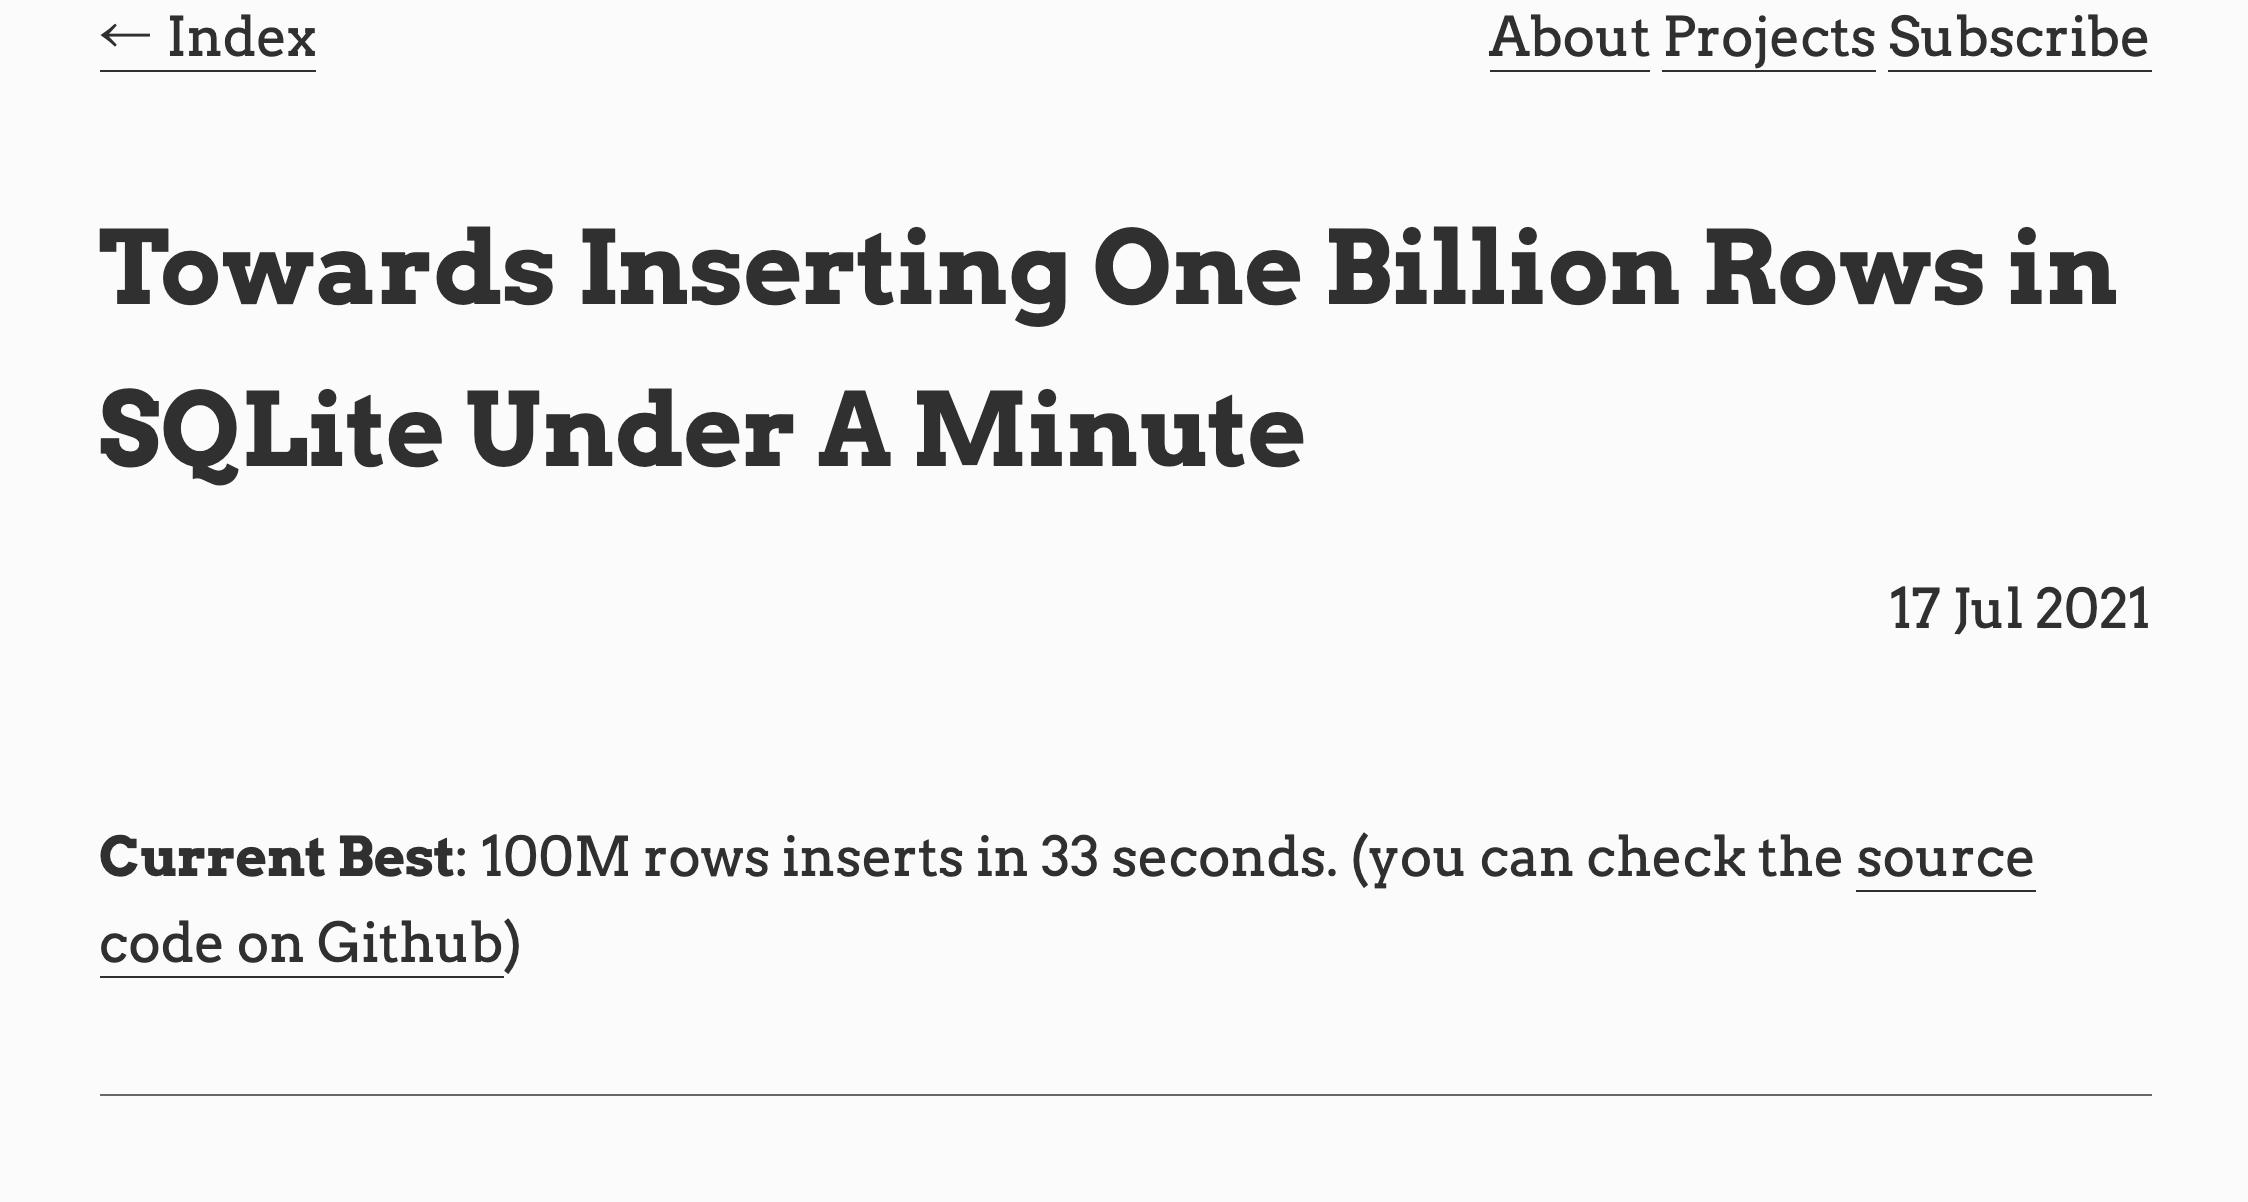 ← Index
About Projects Subscribe
Towards Inserting One Billion Rows in
SQLite Under A Minute
17 Jul 2021
Current Best: 100M rows inserts in 33 seconds. (you can check the source
code on Github)